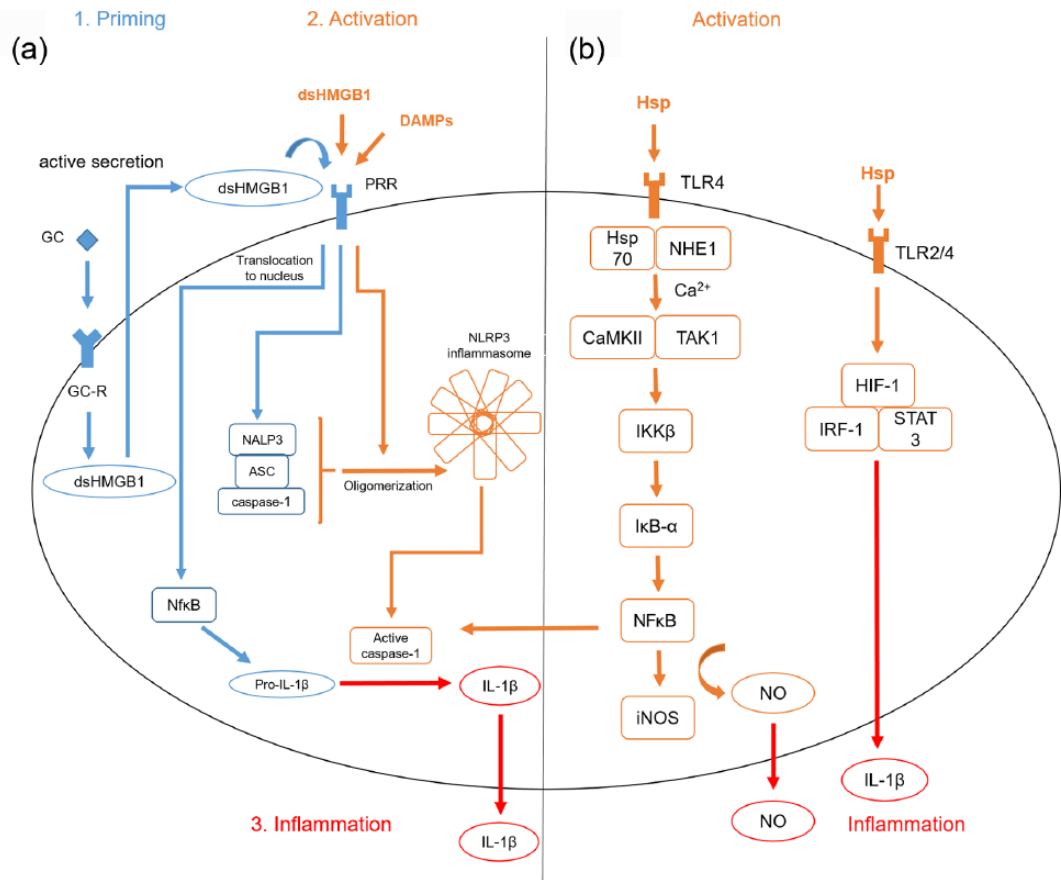 1. Priming
2. Activation
Activation
(a)
(b)
dsHMGB1
DAMPs
active secretion
dsHMGB1
PRR
GC
Translocation
to nucleus
GC-R
dsHMGB1
NALP3
ASC
caspase-1
Oligomerization
NLRP3
inflammasome
NfκB
Active
caspase-1
Pro-IL-1β
IL-1β
3. Inflammation
IL-1β
Hsp
TLR4
Hsp
70
NHE1
Ca²⁺
CaMKII
TAK1
IKKβ
IκB-α
NFκB
iNOS
NO
NO
Hsp
TLR2/4
HIF-1
IRF-1
STAT
3
IL-1β
Inflammation